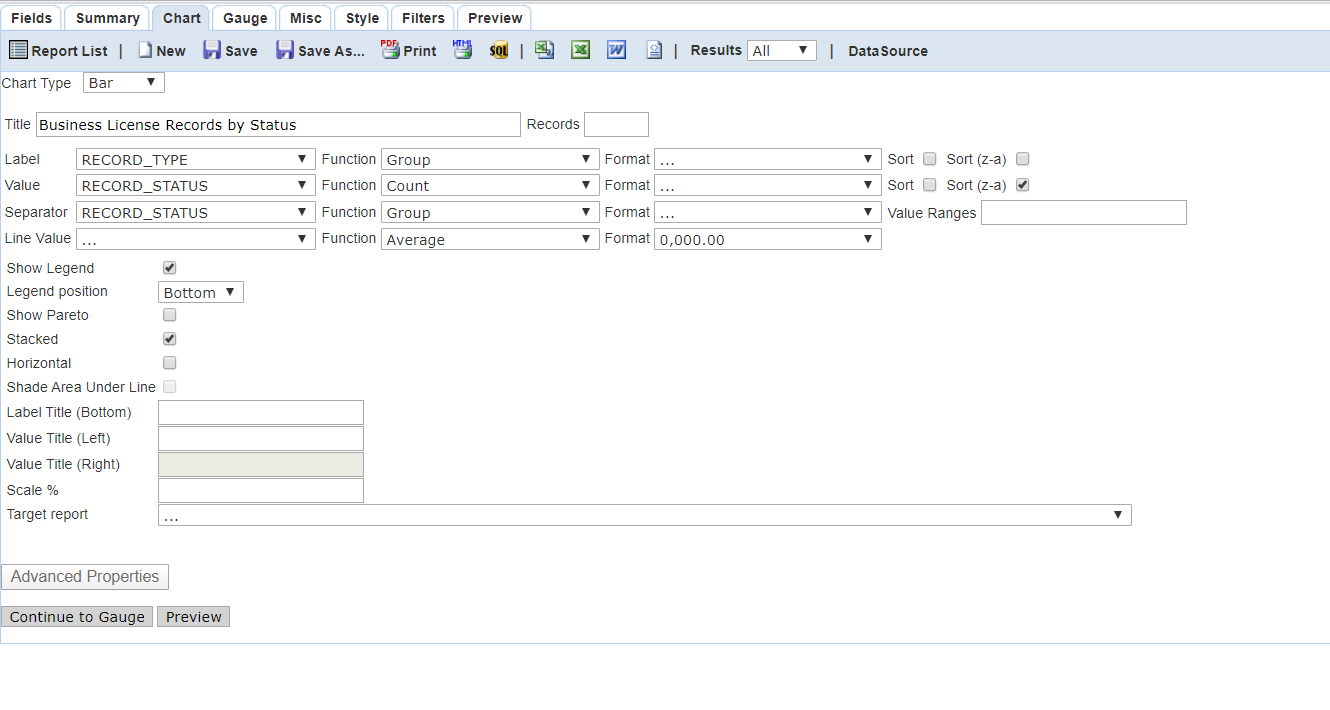 Fields Summary Chart Gauge Misc Style Filters Preview
Report List | New Save Save As... PDF Print HTML SQL | | Results All | DataSource
Chart Type Bar
Title Business License Records by Status Records
Label RECORD_TYPE Function Group Format ... Sort Sort (z-a)
Value RECORD_STATUS Function Count Format ... Sort Sort (z-a)
Separator RECORD_STATUS Function Group Format ... Value Ranges
Line Value ... Function Average Format 0,000.00
Show Legend
Legend position Bottom
Show Pareto
Stacked
Horizontal
Shade Area Under Line
Label Title (Bottom)
Value Title (Left)
Value Title (Right)
Scale %
Target report ...
Advanced Properties
Continue to Gauge Preview